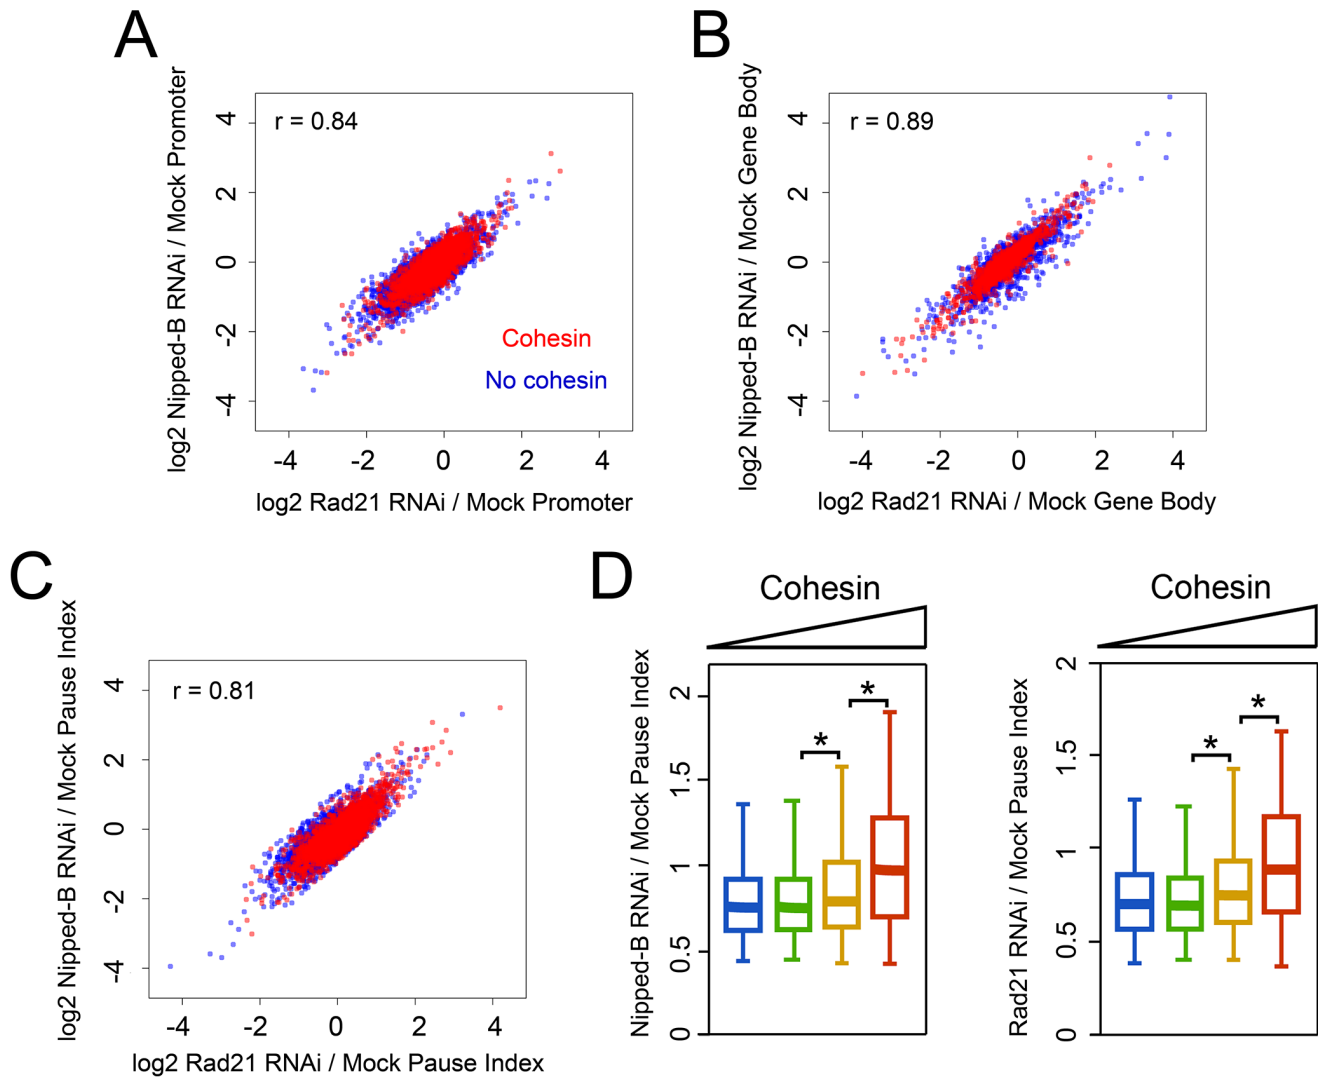 A
log2 Nipped-B RNAi / Mock Promoter
r = 0.84
4
2
0
-2
-4
Cohesin
No cohesin
-4 -2 0 2 4
log2 Rad21 RNAi / Mock Promoter
B
log2 Nipped-B RNAi / Mock Gene Body
r = 0.89
4
2
0
-2
-4
-4 -2 0 2 4
log2 Rad21 RNAi / Mock Gene Body
C
log2 Nipped-B RNAi / Mock Pause Index
r = 0.81
4
2
0
-2
-4
-4 -2 0 2 4
log2 Rad21 RNAi / Mock Pause Index
D
Cohesin
Nipped-B RNAi / Mock Pause Index
2
1.5
1
0.5
0
*
*
Cohesin
Rad21 RNAi / Mock Pause Index
2
1.5
1
0.5
0
*
*